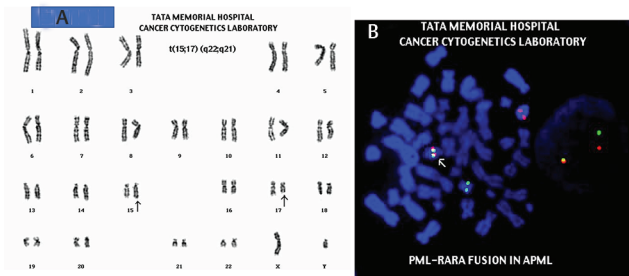 A
TATA MEMORIAL HOSPITAL
CANCER CYTOGENETICS LABORATORY
t(15;17) (q22;q21)
1 2 3 4 5
6 7 8 9 10 11 12
13 14 15 16 17 18
19 20 21 22 X Y
B
TATA MEMORIAL HOSPITAL
CANCER CYTOGENETICS LABORATORY
PML-RARA FUSION IN APML